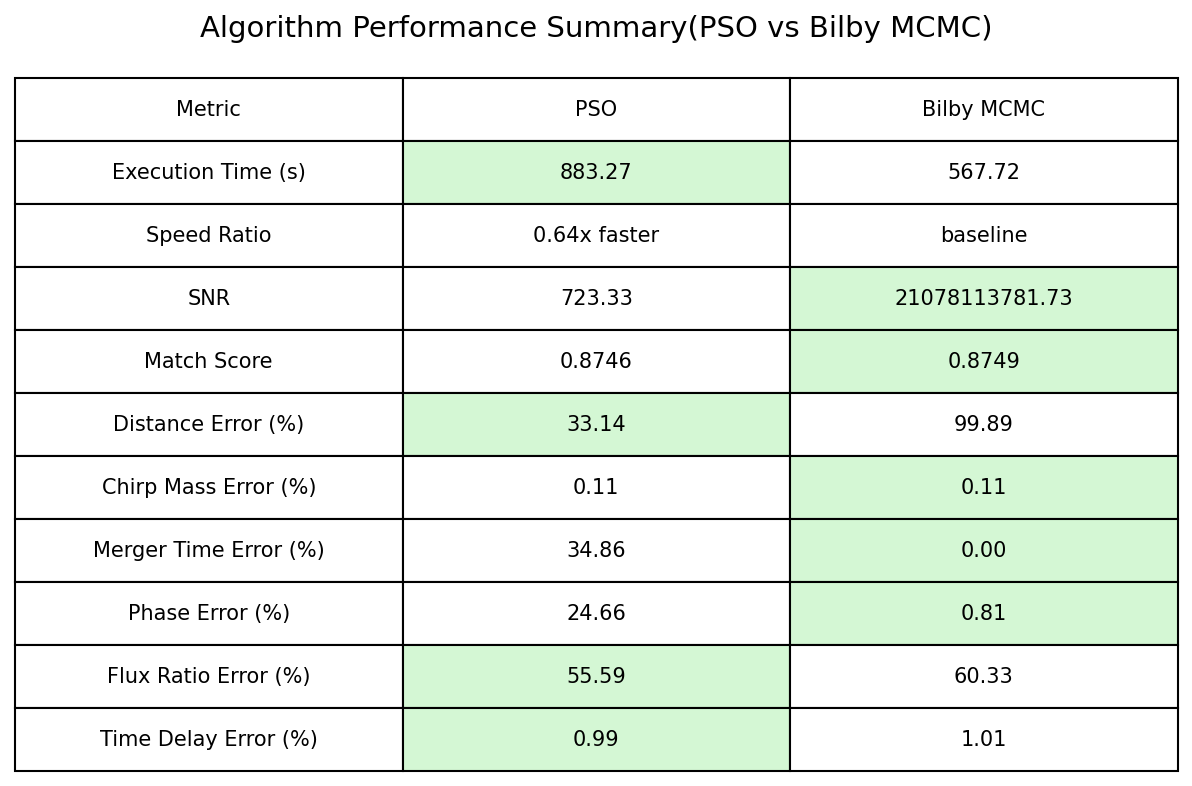 Algorithm Performance Summary(PSO vs Bilby MCMC)
Metric PSO Bilby MCMC
Execution Time (s) 883.27 567.72
Speed Ratio 0.64x faster baseline
SNR 723.33 21078113781.73
Match Score 0.8746 0.8749
Distance Error (%) 33.14 99.89
Chirp Mass Error (%) 0.11 0.11
Merger Time Error (%) 34.86 0.00
Phase Error (%) 24.66 0.81
Flux Ratio Error (%) 55.59 60.33
Time Delay Error (%) 0.99 1.01